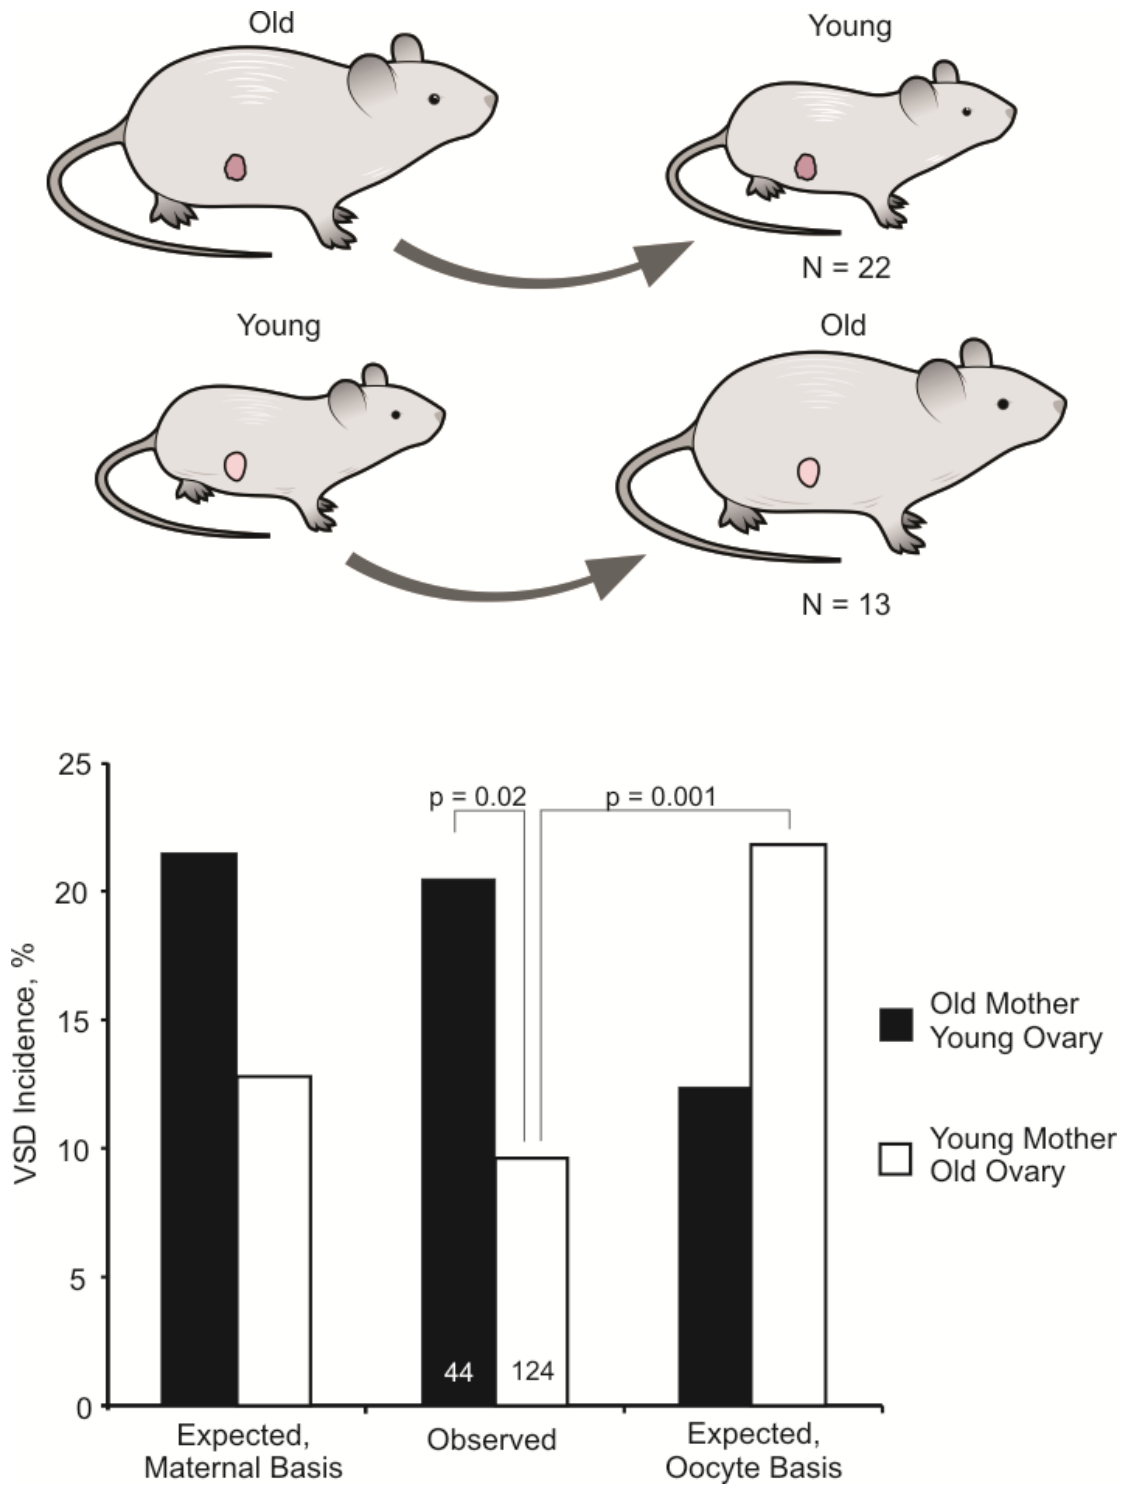 Old
Young
N = 22
Young
Old
N = 13
25
20
15
10
5
0
VSD Incidence, %
p = 0.02
p = 0.001
44
124
Old Mother
Young Ovary
Young Mother
Old Ovary
Expected,
Maternal Basis
Observed
Expected,
Oocyte Basis